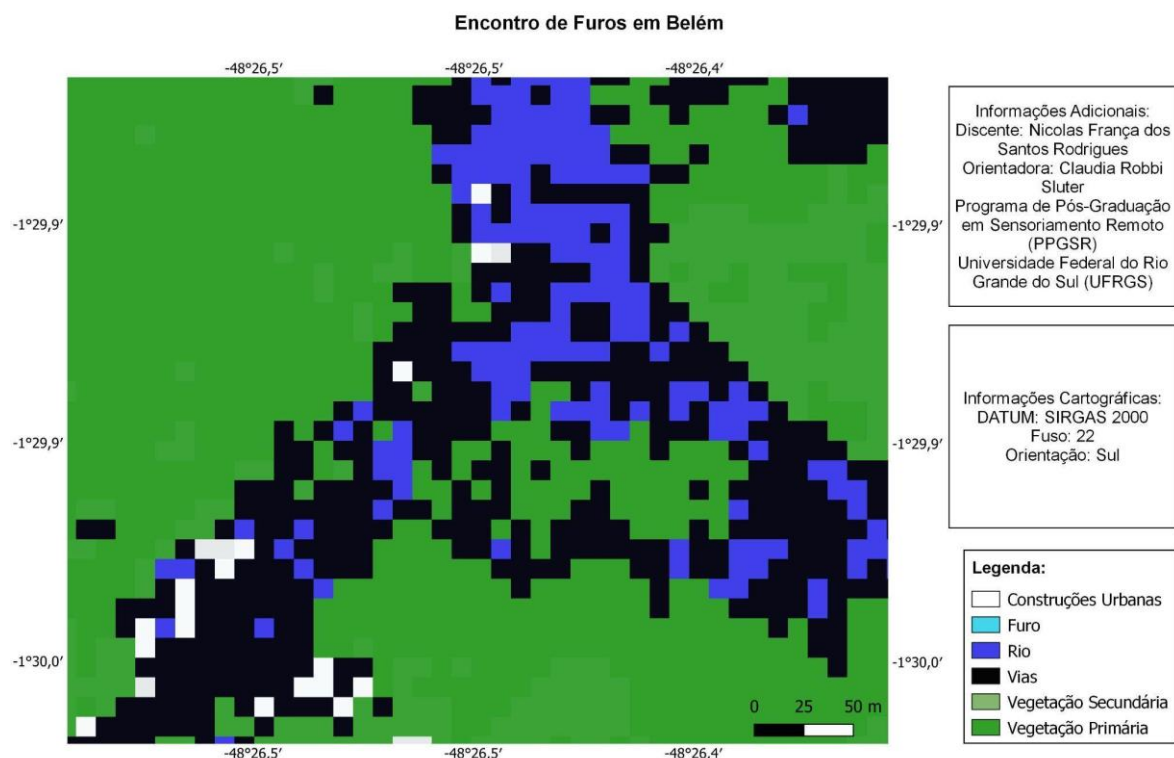 Encontro de Furos em Belém
-48°26,5’ -48°26,5’ -48°26,4’
-1°29,9’ -1°29,9’
-1°29,9’ -1°29,9’
-1°30,0’ -1°30,0’
0 25 50 m
-48°26,5’ -48°26,5’ -48°26,4’
Informações Adicionais:
Discente: Nicolas França dos
Santos Rodrigues
Orientadora: Claudia Robbi
Sluter
Programa de Pós-Graduação
em Sensoriamento Remoto
(PPGSR)
Universidade Federal do Rio
Grande do Sul (UFRGS)
Informações Cartográficas:
DATUM: SIRGAS 2000
Fuso: 22
Orientação: Sul
Legenda:
Construções Urbanas
Furo
Rio
Vias
Vegetação Secundária
Vegetação Primária